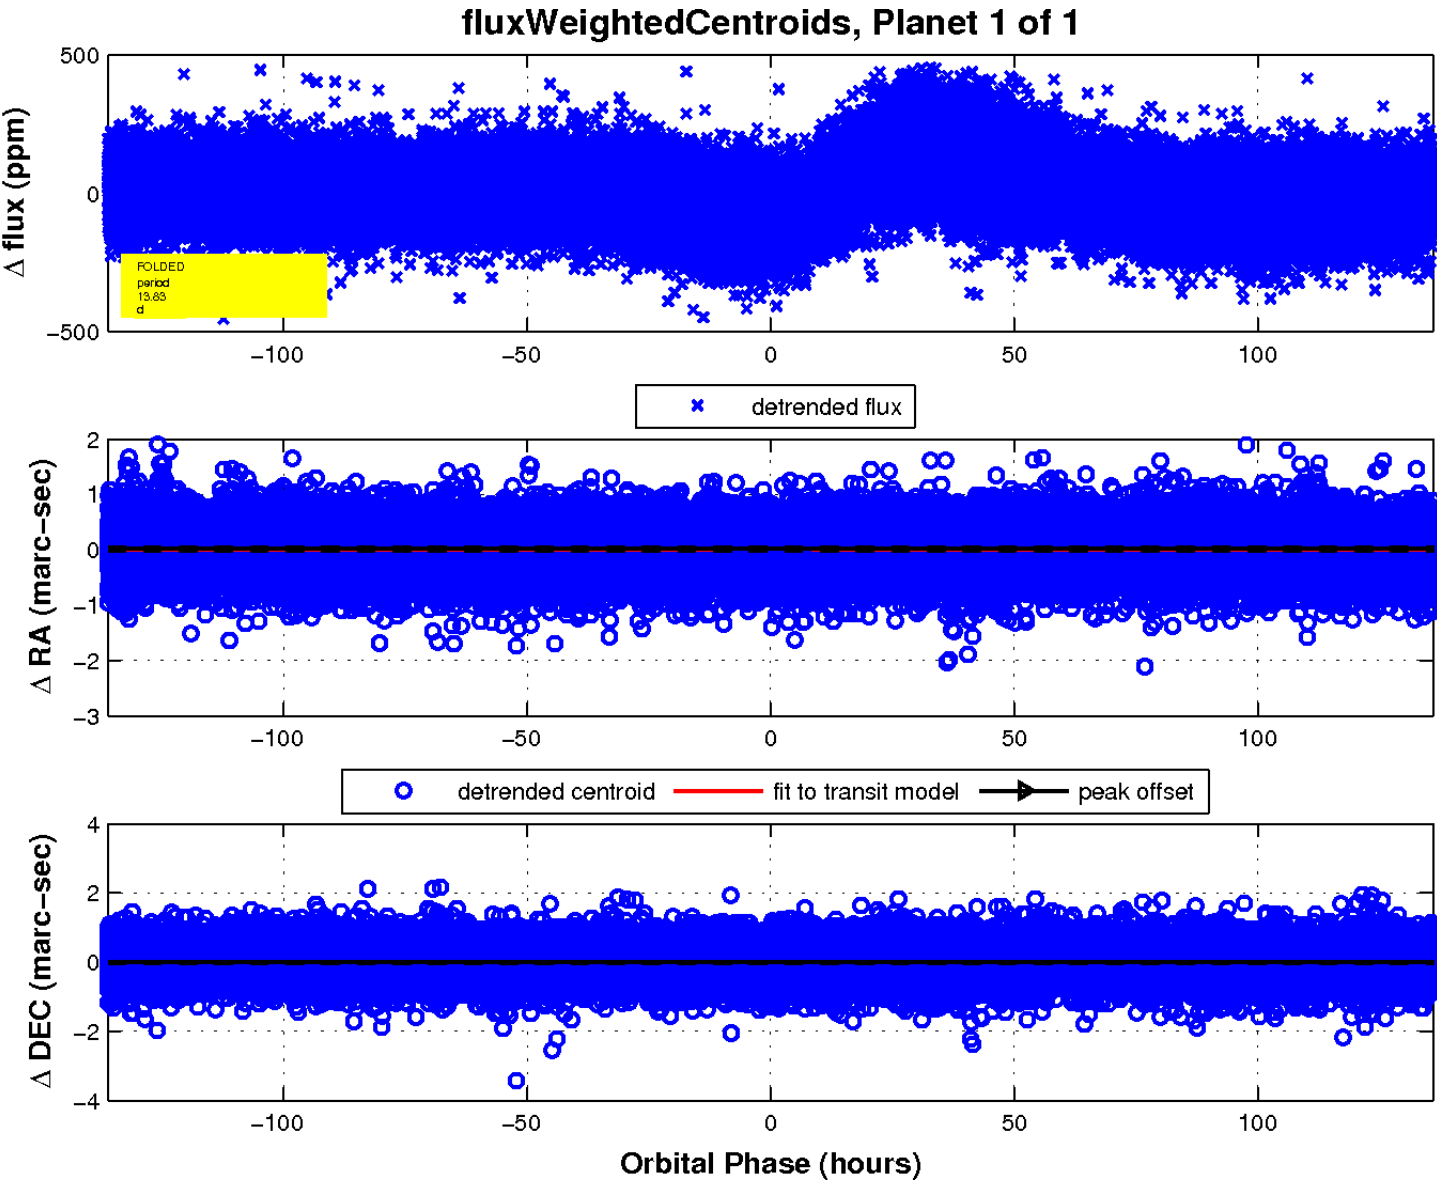 fluxWeightedCentroids, Planet 1 of 1
Δ flux (ppm)
500
0
−500
FOLDED
period
13.83
d
−100
−50
0
50
100
detrended flux
Δ RA (marc−sec)
2
1
0
−1
−2
−3
−100
−50
0
50
100
detrended centroid
fit to transit model
peak offset
Δ DEC (marc−sec)
4
2
0
−2
−4
−100
−50
0
50
100
Orbital Phase (hours)